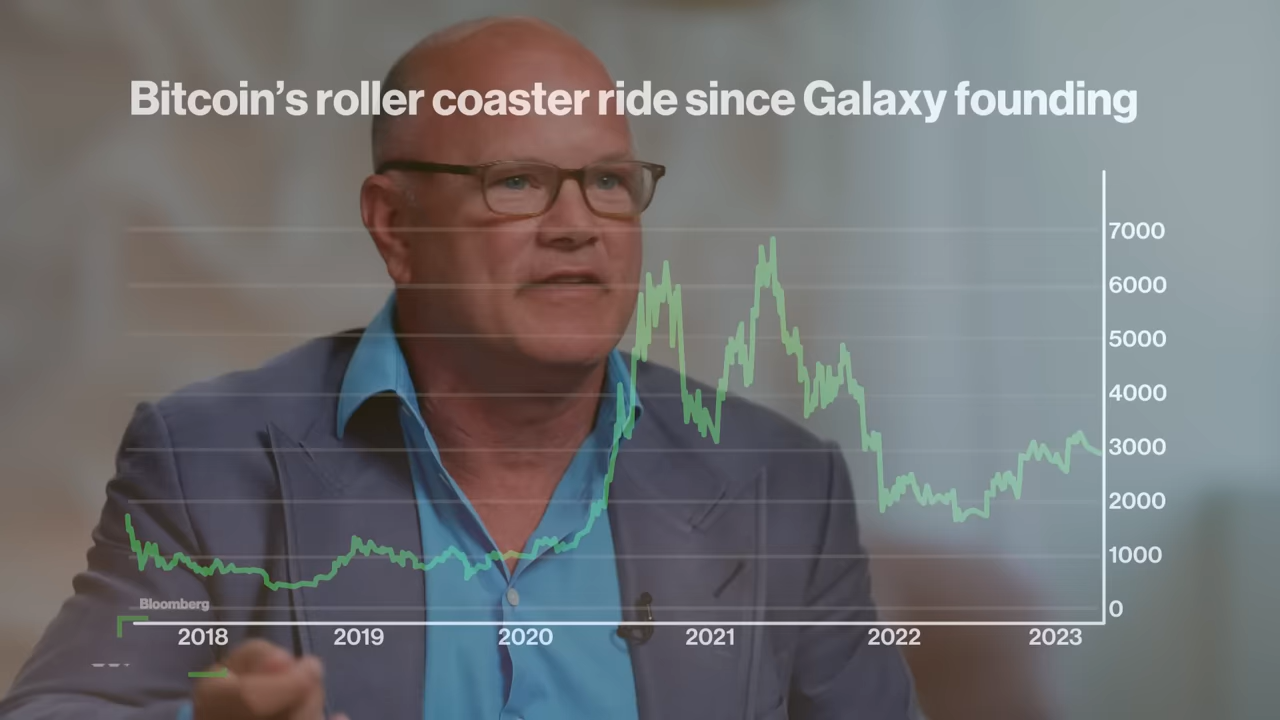 Bitcoin's roller coaster ride since Galaxy founding
7000
6000
5000
4000
3000
2000
1000
0
Bloomberg
2018 2019 2020 2021 2022 2023